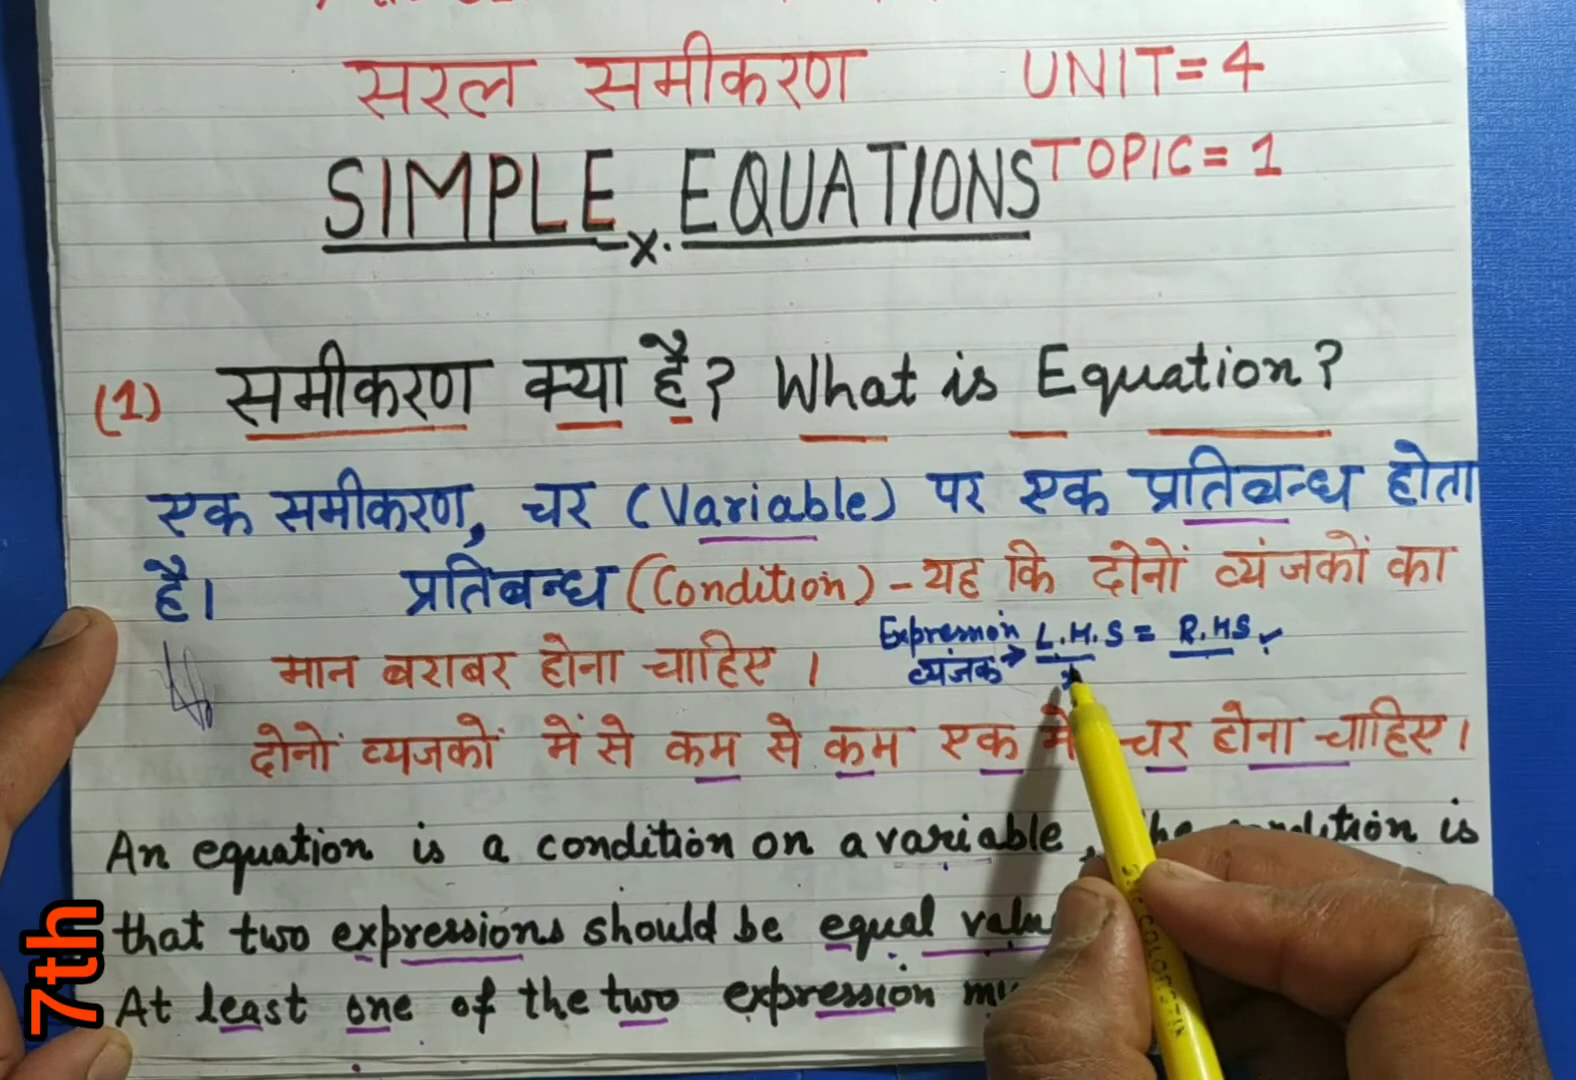 सरल समीकरण UNIT=4
SIMPLE EQUATIONS TOPIC=1
x.
(1) समीकरण क्या है? What is Equation?
एक समीकरण, चर (Variable) पर एक प्रतिबन्ध होता
है। प्रतिबन्ध (Condition) - यह कि दोनों व्यंजकों का
Expression L.H.S = R.HS
मान बराबर होना चाहिए । व्यंजक →
दोनों व्यजकों में से कम से कम एक में चर होना चाहिए।
An equation is a condition on a variable, is
that two expressions should be equal
At least one of the two expression
7th